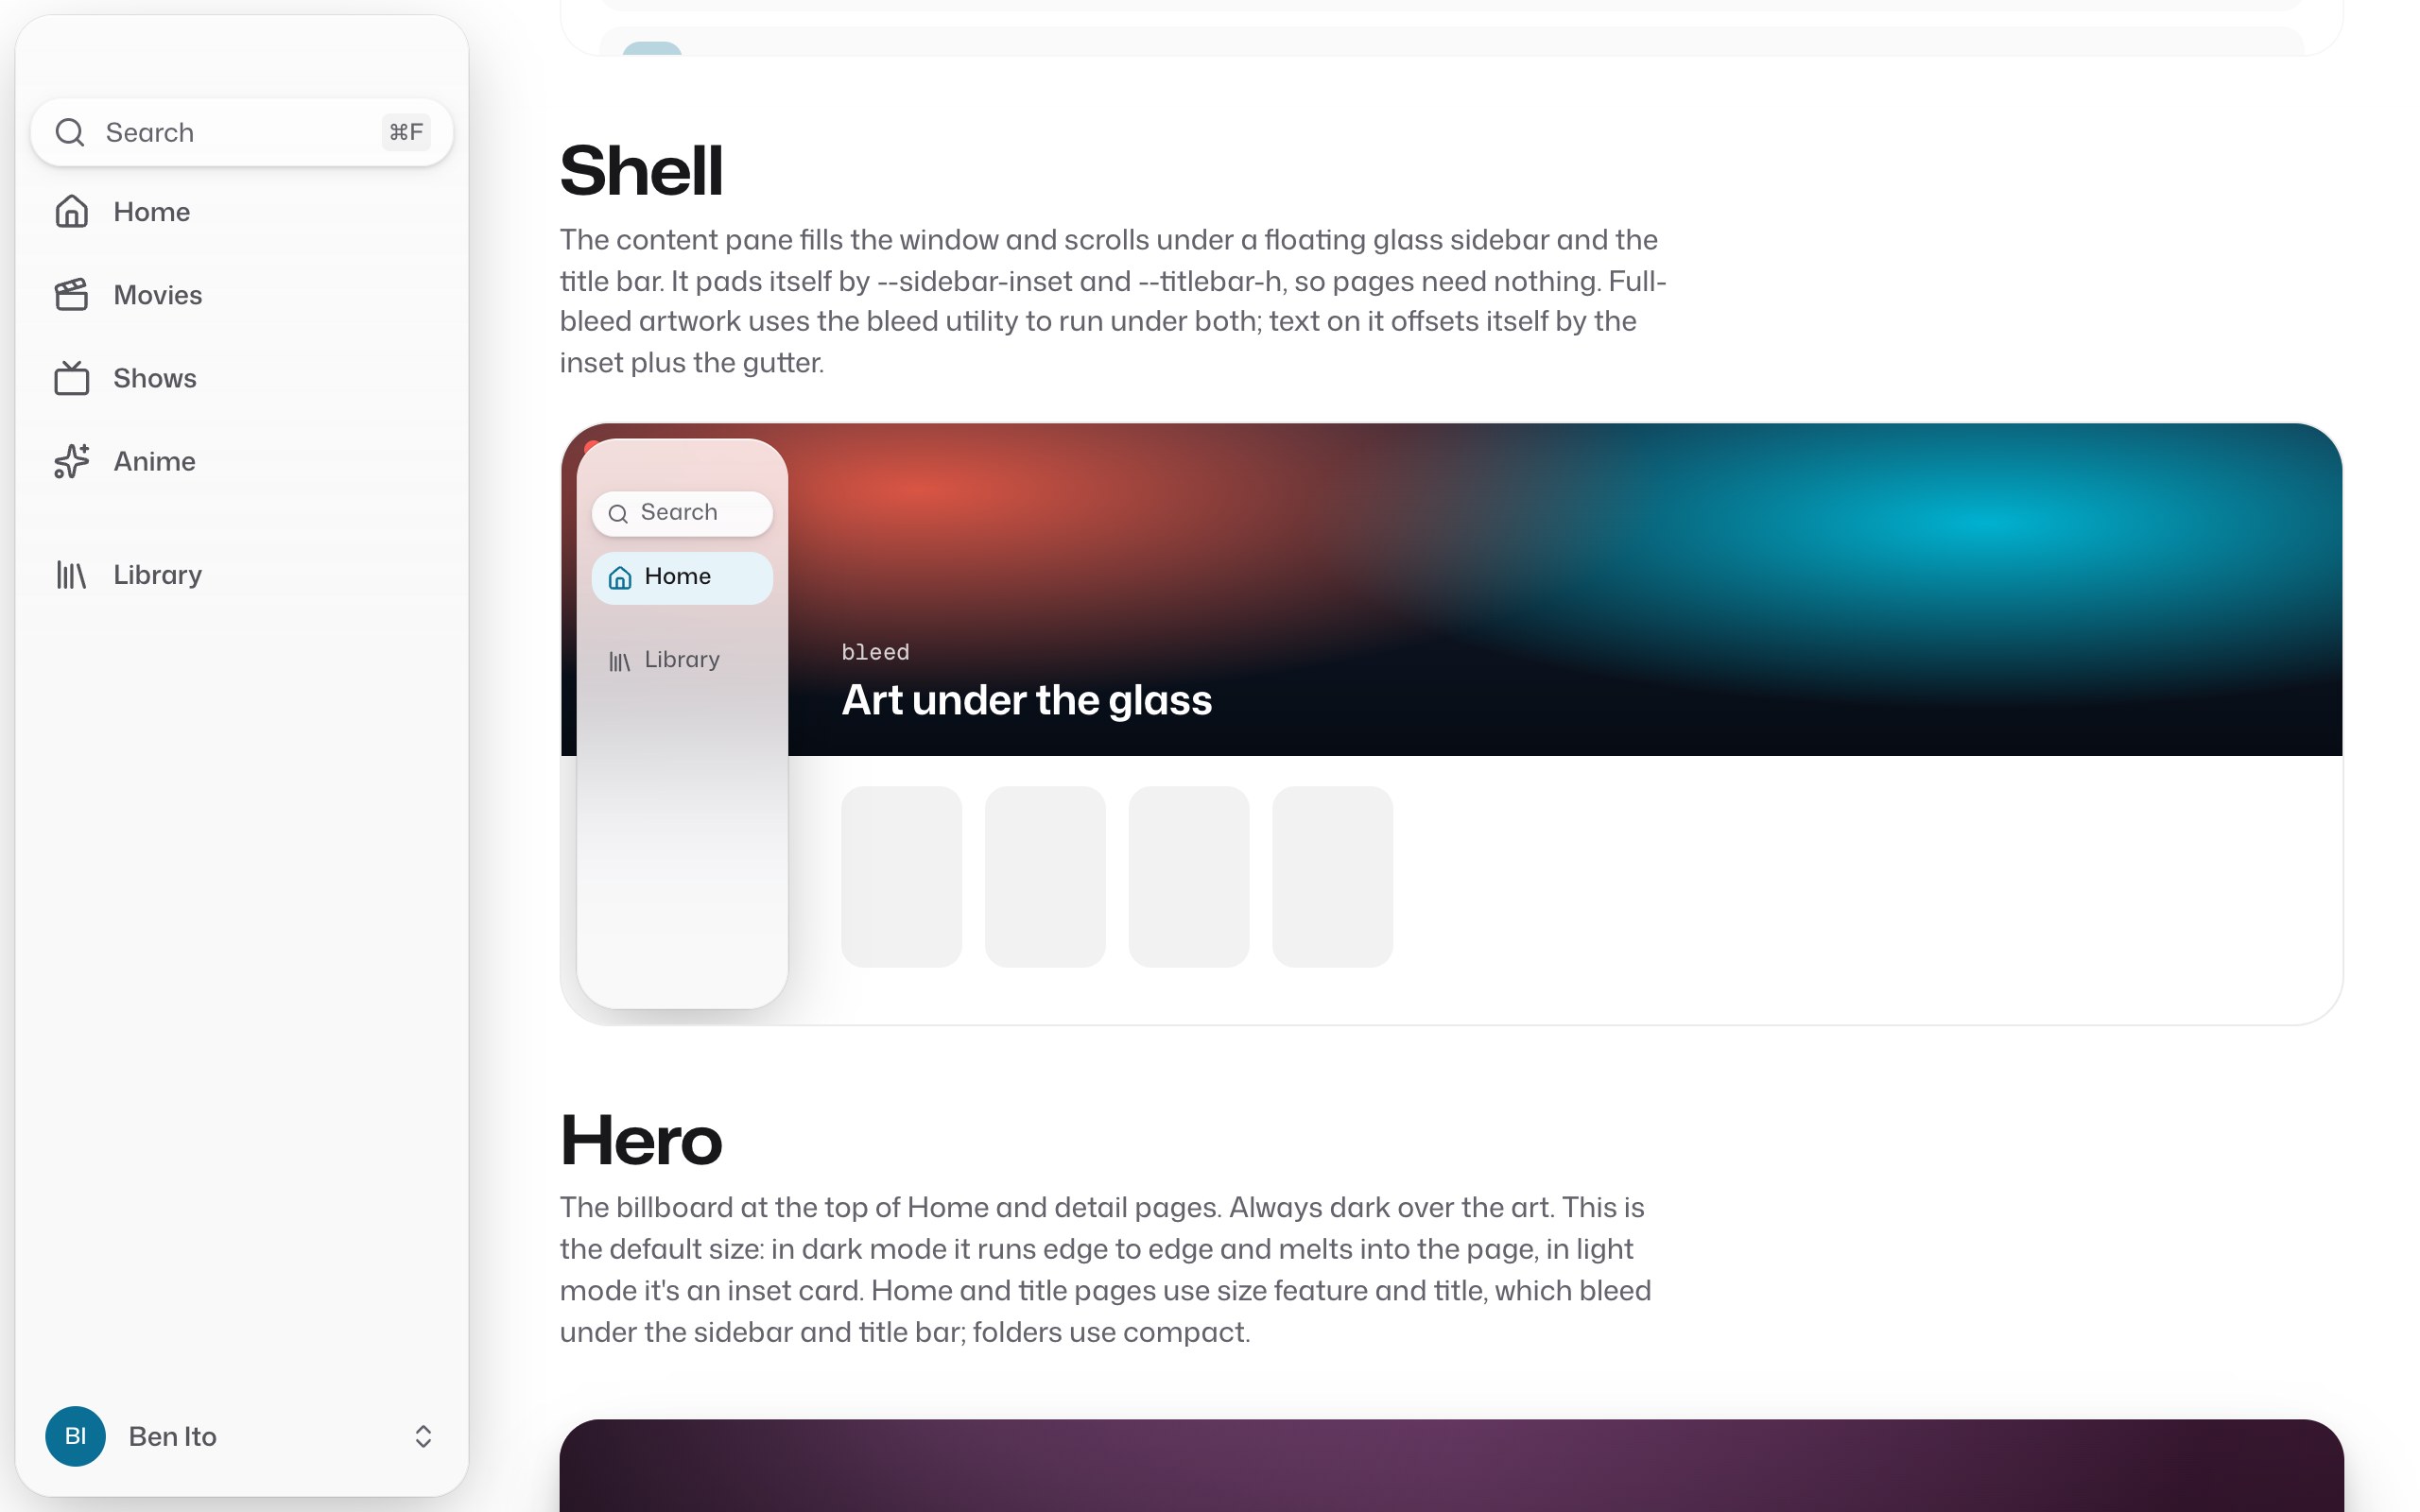 Search
⌘F
Home
Movies
Shows
Anime
Library
BI
Ben Ito
Shell
The content pane fills the window and scrolls under a floating glass sidebar and the
title bar. It pads itself by --sidebar-inset and --titlebar-h, so pages need nothing. Full-
bleed artwork uses the bleed utility to run under both; text on it offsets itself by the
inset plus the gutter.
Search
Home
Library
bleed
Art under the glass
Hero
The billboard at the top of Home and detail pages. Always dark over the art. This is
the default size: in dark mode it runs edge to edge and melts into the page, in light
mode it's an inset card. Home and title pages use size feature and title, which bleed
under the sidebar and title bar; folders use compact.